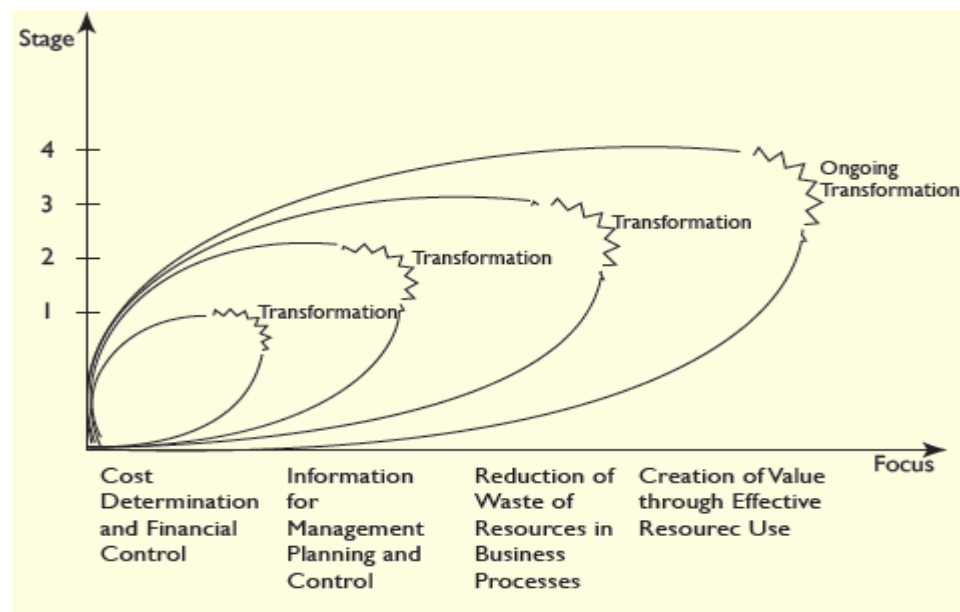 Stage
4
3
2
1
Ongoing
Transformation
Transformation
Transformation
Transformation
Focus
Cost
Determination
and Financial
Control
Information
for
Management
Planning and
Control
Reduction of
Waste of
Resources in
Business
Processes
Creation of Value
through Effective
Resourec Use